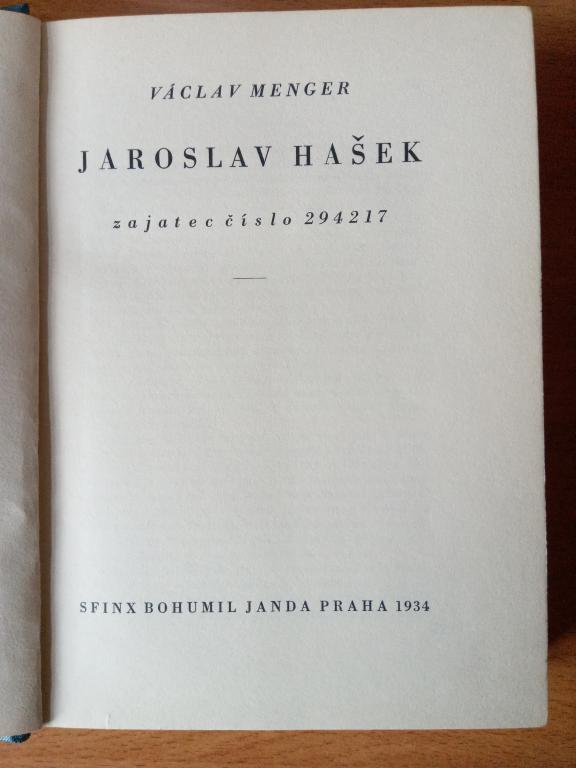 VÁCLAV MENGER
JAROSLAV HAŠEK
zajatec číslo 294217
SFINX BOHUMIL JANDA PRAHA 1934